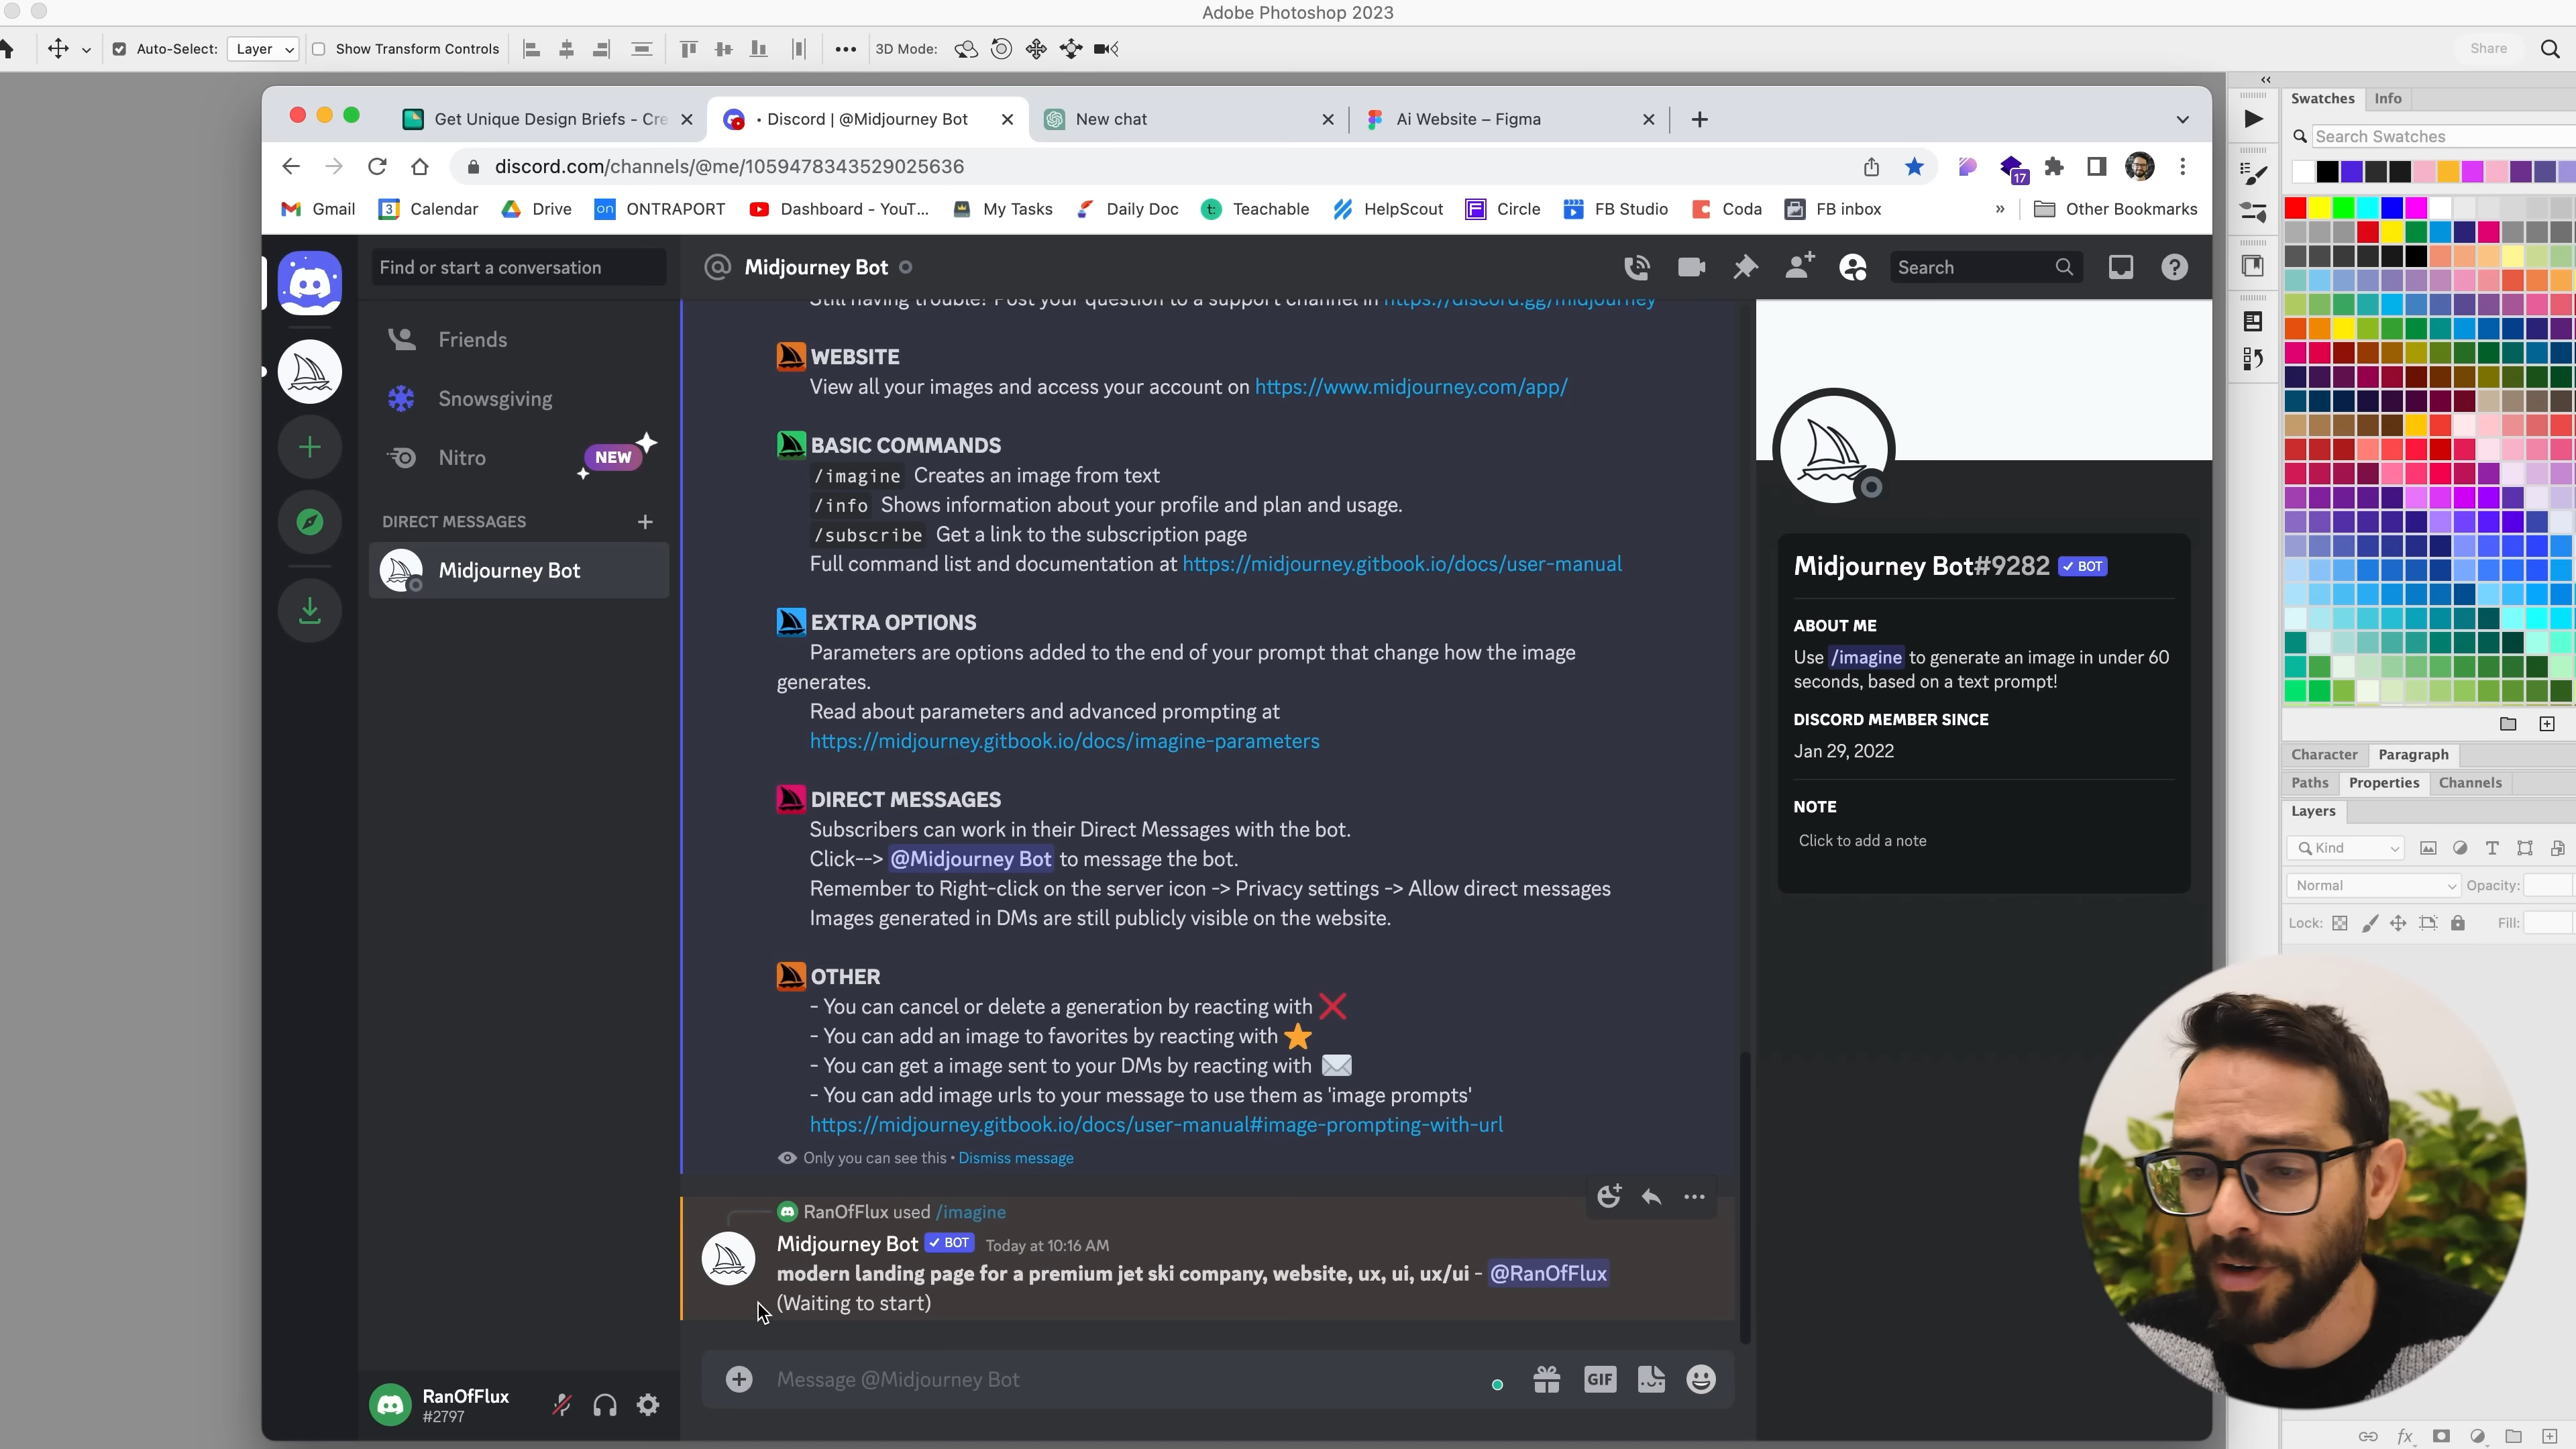 Adobe Photoshop 2023
Auto-Select: Layer Show Transform Controls 3D Mode: Share
Get Unique Design Briefs - Cre
• Discord | @Midjourney Bot
New chat
Ai Website – Figma
discord.com/channels/@me/1059478343529025636
17
Gmail Calendar Drive ONTRAPORT Dashboard - YouT... My Tasks Daily Doc Teachable HelpScout Circle FB Studio Coda FB inbox » Other Bookmarks
Find or start a conversation
Friends
Snowsgiving
Nitro NEW
DIRECT MESSAGES
Midjourney Bot
RanOfFlux
#2797
Midjourney Bot
Search
Still having trouble? Post your question to a support channel in https://discord.gg/midjourney
WEBSITE
View all your images and access your account on https://www.midjourney.com/app/
BASIC COMMANDS
/imagine Creates an image from text
/info Shows information about your profile and plan and usage.
/subscribe Get a link to the subscription page
Full command list and documentation at https://midjourney.gitbook.io/docs/user-manual
EXTRA OPTIONS
Parameters are options added to the end of your prompt that change how the image
generates.
Read about parameters and advanced prompting at
https://midjourney.gitbook.io/docs/imagine-parameters
DIRECT MESSAGES
Subscribers can work in their Direct Messages with the bot.
Click--> @Midjourney Bot to message the bot.
Remember to Right-click on the server icon -> Privacy settings -> Allow direct messages
Images generated in DMs are still publicly visible on the website.
OTHER
- You can cancel or delete a generation by reacting with ❌
- You can add an image to favorites by reacting with ⭐
- You can get a image sent to your DMs by reacting with ✉️
- You can add image urls to your message to use them as 'image prompts'
https://midjourney.gitbook.io/docs/user-manual#image-prompting-with-url
Only you can see this • Dismiss message
RanOfFlux used /imagine
Midjourney Bot ✓ BOT Today at 10:16 AM
modern landing page for a premium jet ski company, website, ux, ui, ux/ui - @RanOfFlux
(Waiting to start)
Message @Midjourney Bot
GIF
Midjourney Bot#9282 ✓ BOT
ABOUT ME
Use /imagine to generate an image in under 60
seconds, based on a text prompt!
DISCORD MEMBER SINCE
Jan 29, 2022
NOTE
Click to add a note
Swatches Info
Search Swatches
Character Paragraph
Paths Properties Channels
Layers
Kind
Normal Opacity:
Lock: Fill:
fx